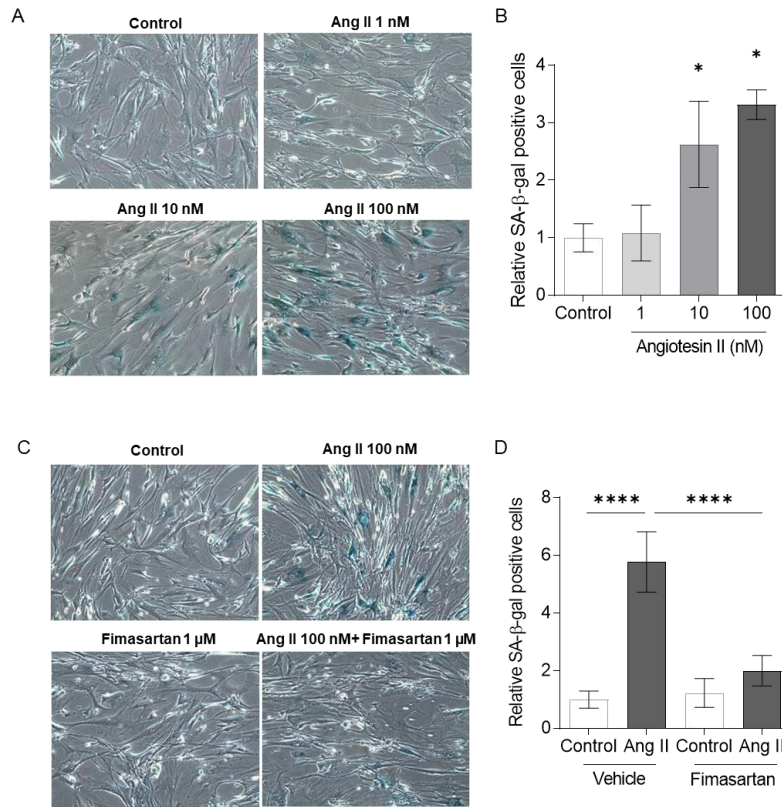 A
Control
Ang II 1 nM
Ang II 10 nM
Ang II 100 nM
B
Relative SA-β-gal positive cells
4
3
2
1
0
* *
Control 1 10 100
Angiotesin II (nM)
C
Control
Ang II 100 nM
Fimasartan 1 µM
Ang II 100 nM+ Fimasartan 1 µM
D
Relative SA-β-gal positive cells
8
6
4
2
0
**** ****
Control Ang II Control Ang II
Vehicle Fimasartan